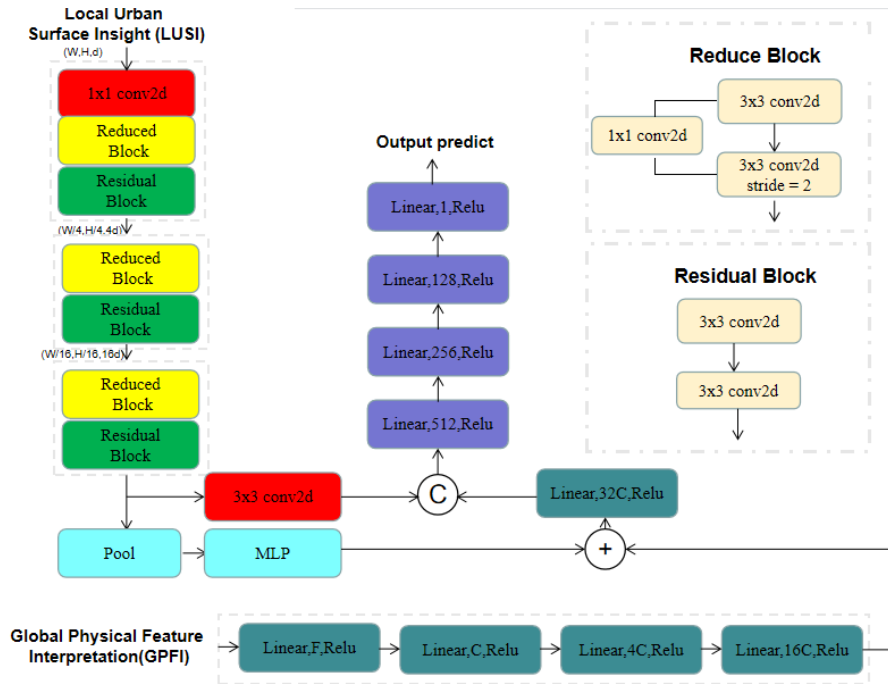 Local Urban
Surface Insight (LUSI)
(W,H,d)
1x1 conv2d
Reduced
Block
Residual
Block
(W/4,H/4,4d)
Reduced
Block
Residual
Block
(W/16,H/16,16d)
Reduced
Block
Residual
Block
3x3 conv2d
Pool
MLP
Output predict
Linear,1,Relu
Linear,128,Relu
Linear,256,Relu
Linear,512,Relu
C
Linear,32C,Relu
+
Reduce Block
3x3 conv2d
1x1 conv2d
3x3 conv2d
stride = 2
Residual Block
3x3 conv2d
3x3 conv2d
Global Physical Feature
Interpretation(GPFI)
Linear,F,Relu
Linear,C,Relu
Linear,4C,Relu
Linear,16C,Relu